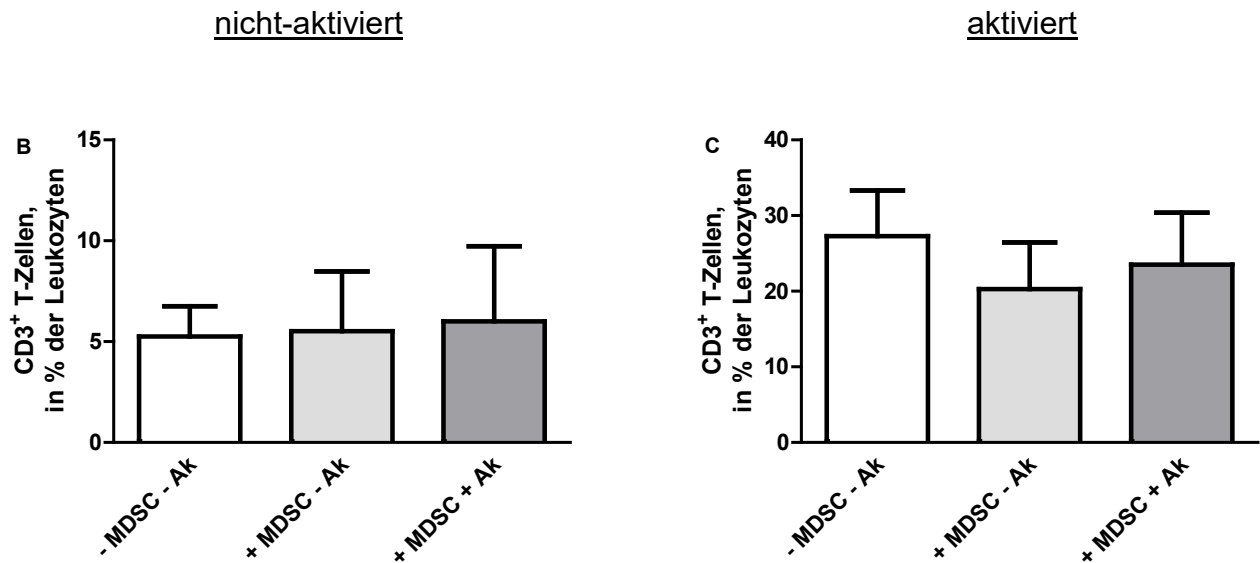 nicht-aktiviert
aktiviert
B
CD3⁺ T-Zellen,
in % der Leukozyten
15
10
5
0
- MDSC - Ak
+ MDSC - Ak
+ MDSC + Ak
C
CD3⁺ T-Zellen,
in % der Leukozyten
40
30
20
10
0
- MDSC - Ak
+ MDSC - Ak
+ MDSC + Ak